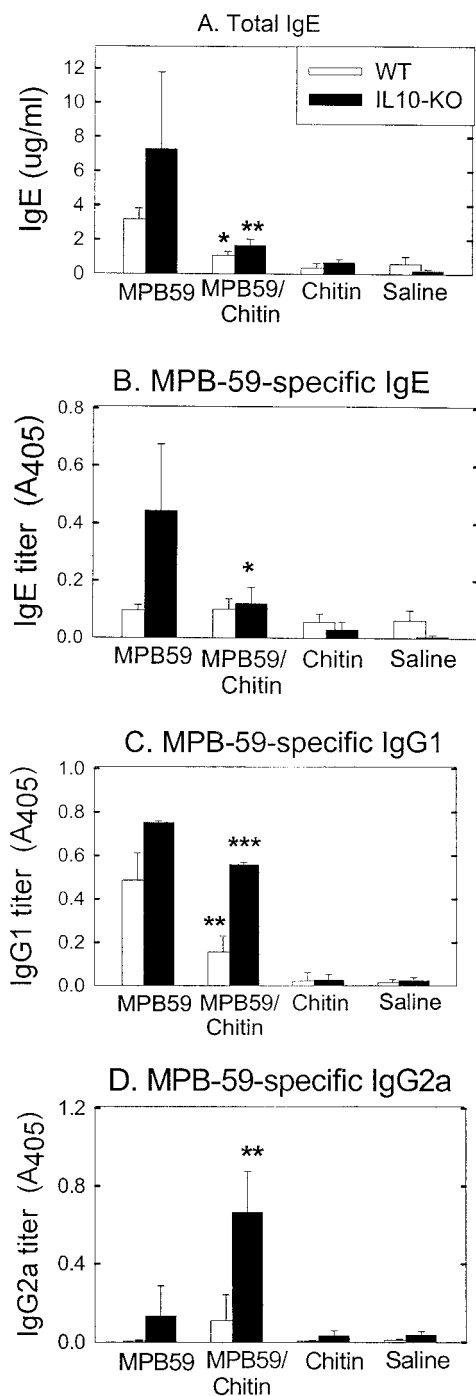 A. Total IgE
WT
IL10-KO
IgE (ug/ml)
12
10
8
6
4
2
0
* **
MPB59 MPB59/ Chitin Saline
Chitin
B. MPB-59-specific IgE
IgE titer (A405)
0.8
0.6
0.4
0.2
0.0
*
MPB59 MPB59/ Chitin Saline
Chitin
C. MPB-59-specific IgG1
IgG1 titer (A405)
1.0
0.8
0.6
0.4
0.2
0.0
** ***
MPB59 MPB59/ Chitin Saline
Chitin
D. MPB-59-specific IgG2a
IgG2a titer (A405)
1.2
0.8
0.4
0.0
**
MPB59 MPB59/ Chitin Saline
Chitin